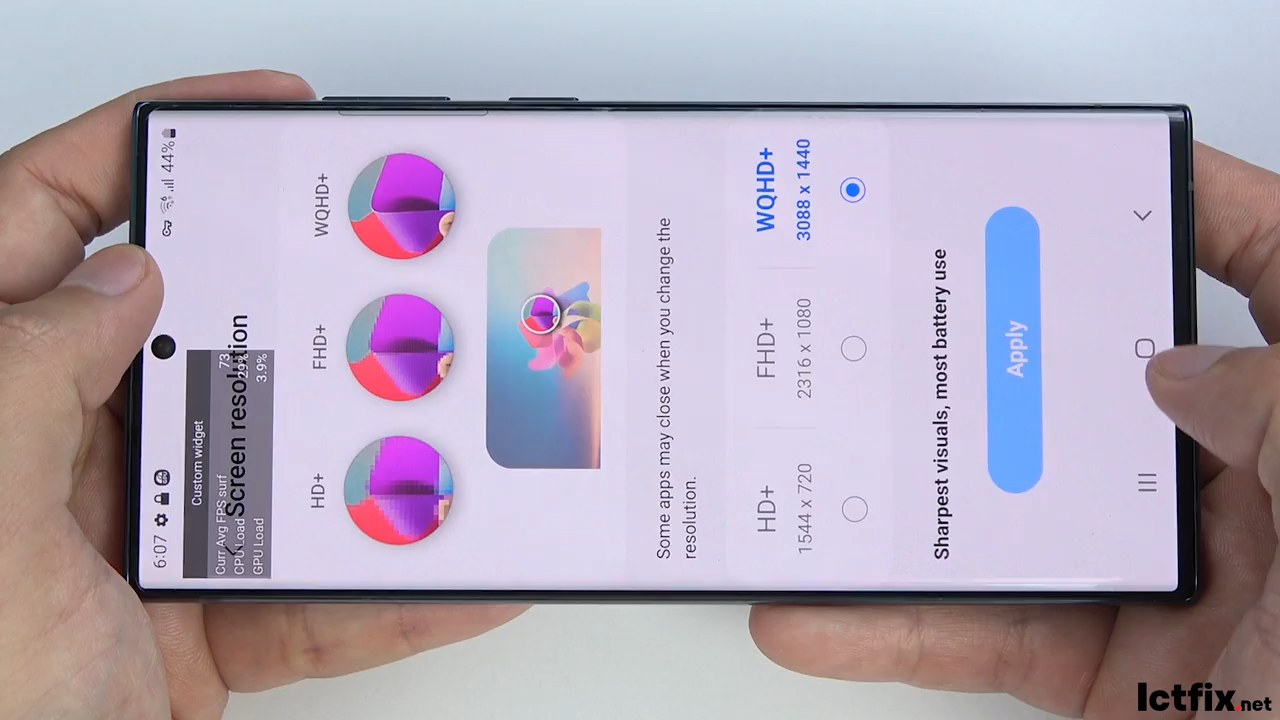 6:07
44%
Custom widget
Curr Avg FPS surf 73
CPU Load 29%
GPU Load 3.9%
Screen resolution
HD+ FHD+ WQHD+
Some apps may close when you change the
resolution.
HD+ FHD+ WQHD+
1544 x 720 2316 x 1080 3088 x 1440
Sharpest visuals, most battery use
Apply
Ictfix.net